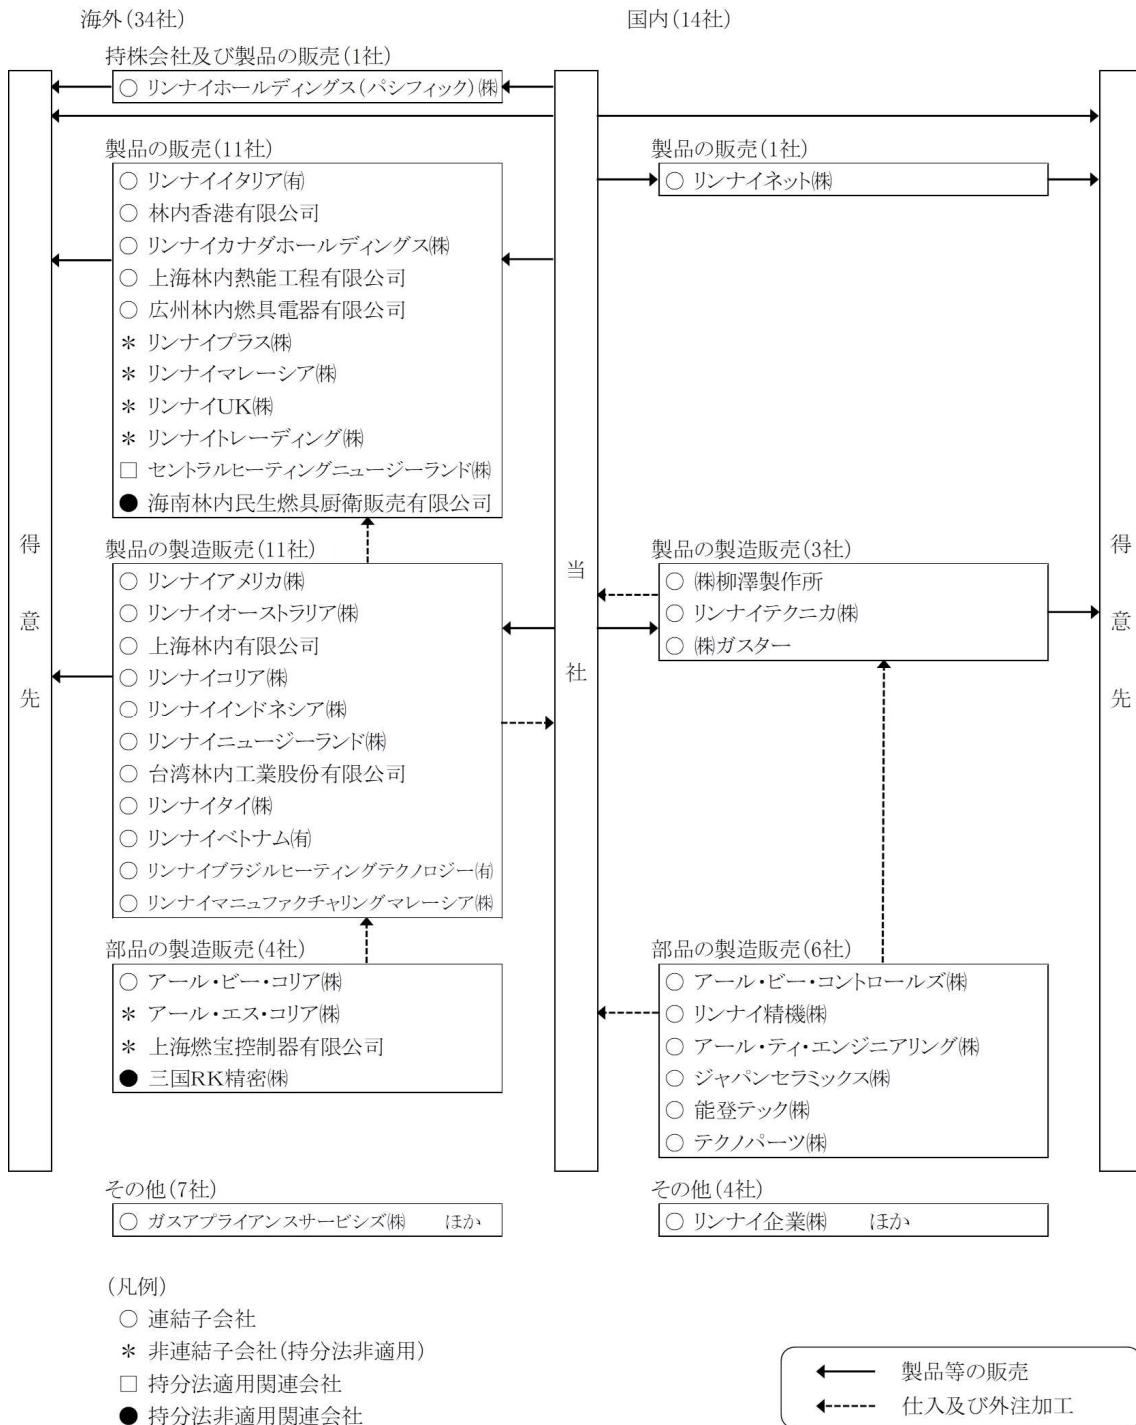 海外(34社)
国内(14社)
持株会社及び製品の販売(1社)
○ リンナイホールディングス(パシフィック)㈱
製品の販売(11社)
○ リンナイイタリア㈲
○ 林内香港有限公司
○ リンナイカナダホールディングス㈱
○ 上海林内熱能工程有限公司
○ 広州林内燃具電器有限公司
＊ リンナイプラス㈱
＊ リンナイマレーシア㈱
＊ リンナイUK㈱
＊ リンナイトレーディング㈱
□ セントラルヒーティングニュージーランド㈱
● 海南林内民生燃具厨衛販売有限公司
製品の製造販売(11社)
○ リンナイアメリカ㈱
○ リンナイオーストラリア㈱
○ 上海林内有限公司
○ リンナイコリア㈱
○ リンナイインドネシア㈱
○ リンナイニュージーランド㈱
○ 台湾林内工業股份有限公司
○ リンナイタイ㈱
○ リンナイベトナム㈲
○ リンナイブラジルヒーティングテクノロジー㈲
○ リンナイマニュファクチャリングマレーシア㈱
部品の製造販売(4社)
○ アール・ビー・コリア㈱
＊ アール・エス・コリア㈱
＊ 上海燃宝控制器有限公司
● 三国RK精密㈱
その他(7社)
○ ガスアプライアンスサービシズ㈱ ほか
得意先
当社
製品の販売(1社)
○ リンナイネット㈱
製品の製造販売(3社)
○ ㈱柳澤製作所
○ リンナイテクニカ㈱
○ ㈱ガスター
部品の製造販売(6社)
○ アール・ビー・コントロールズ㈱
○ リンナイ精機㈱
○ アール・ティ・エンジニアリング㈱
○ ジャパンセラミックス㈱
○ 能登テック㈱
○ テクノパーツ㈱
その他(4社)
○ リンナイ企業㈱ ほか
得意先
(凡例)
○ 連結子会社
＊ 非連結子会社(持分法非適用)
□ 持分法適用関連会社
● 持分法非適用関連会社
製品等の販売
仕入及び外注加工